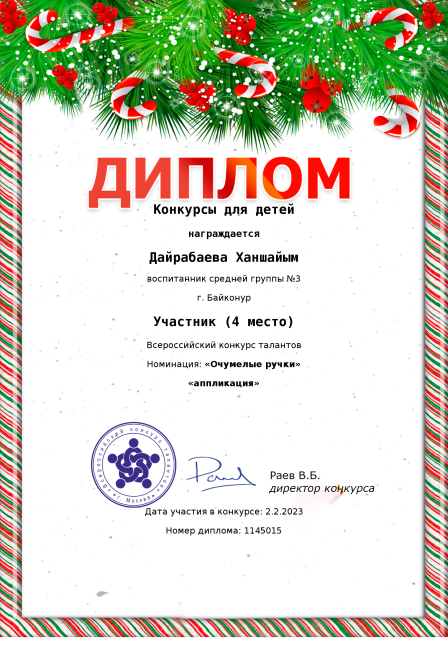 ДИПЛОМ
Конкурсы для детей
награждается
Дайрабаева Ханшайым
воспитанник средней группы №3
г. Байконур
Участник (4 место)
Всероссийский конкурс талантов
Номинация: «Очумелые ручки»
«аппликация»
Всероссийский конкурс талантов
г. Москва
Раев В.Б.
директор конкурса
Дата участия в конкурсе: 2.2.2023
Номер диплома: 1145015